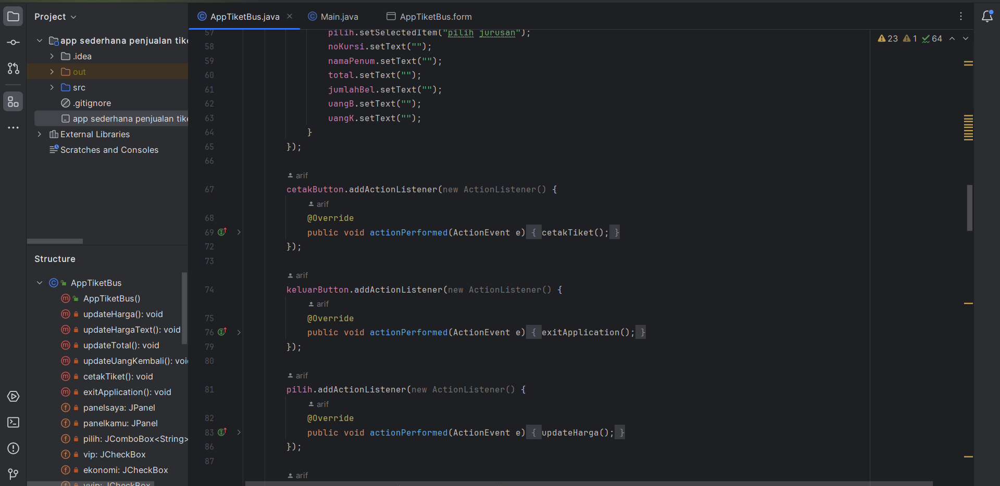 Project
app sederhana penjualan tike
.idea
out
src
.gitignore
app sederhana penjualan tike
External Libraries
Scratches and Consoles
Structure
AppTiketBus
AppTiketBus()
updateHarga(): void
updateHargaText(): void
updateTotal(): void
updateUangKembali(): voi
cetakTiket(): void
exitApplication(): void
panelsaya: JPanel
panelkamu: JPanel
pilih: JComboBox<String>
vip: JCheckBox
ekonomi: JCheckBox
vvip: JCheckBox
AppTiketBus.java Main.java AppTiketBus.form
23 1 64
57 pilih.setSelectedItem("pilih jurusan");
58 noKursi.setText("");
59 namaPenum.setText("");
60 total.setText("");
61 jumlahBel.setText("");
62 uangB.setText("");
63 uangK.setText("");
64 }
65 });
66
arif
67 cetakButton.addActionListener(new ActionListener() {
arif
68 @Override
69 public void actionPerformed(ActionEvent e) { cetakTiket(); }
72 });
73
arif
74 keluarButton.addActionListener(new ActionListener() {
arif
75 @Override
76 public void actionPerformed(ActionEvent e) { exitApplication(); }
79 });
80
arif
81 pilih.addActionListener(new ActionListener() {
arif
82 @Override
83 public void actionPerformed(ActionEvent e) { updateHarga(); }
86 });
87
arif